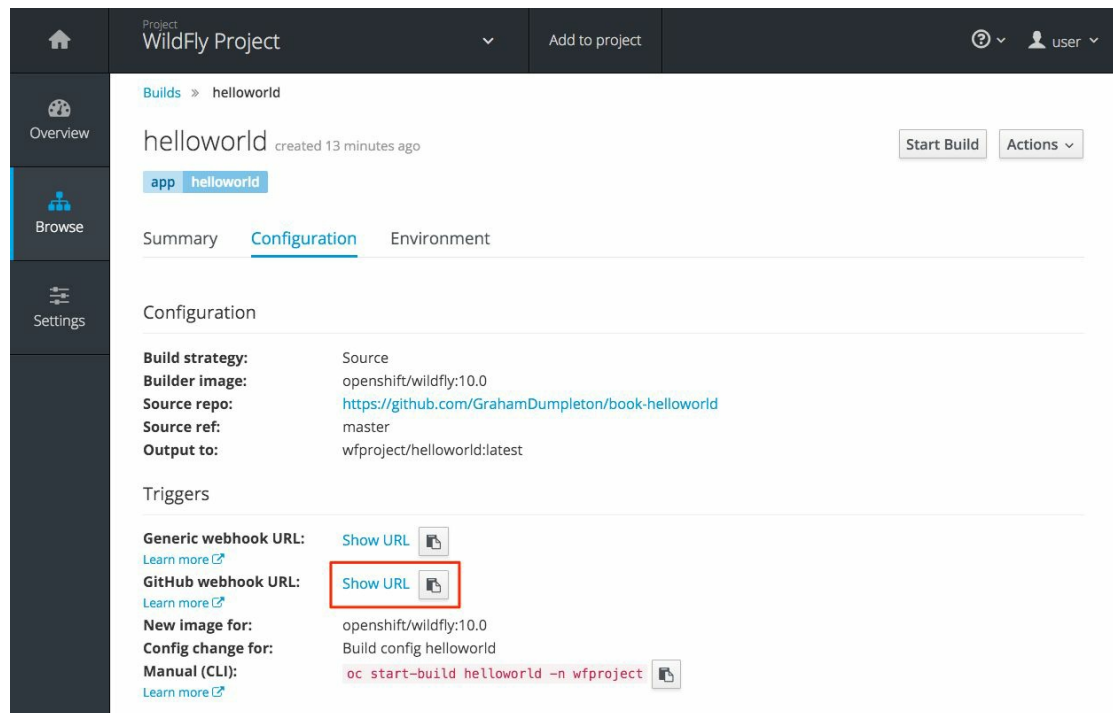 Project
WildFly Project
Add to project
user
Builds » helloworld
Overview
helloworld created 13 minutes ago
Start Build
Actions
app helloworld
Browse
Summary Configuration Environment
Settings
Configuration
Build strategy: Source
Builder image: openshift/wildfly:10.0
Source repo: https://github.com/GrahamDumpleton/book-helloworld
Source ref: master
Output to: wfproject/helloworld:latest
Triggers
Generic webhook URL: Show URL
Learn more
GitHub webhook URL: Show URL
Learn more
New image for: openshift/wildfly:10.0
Config change for: Build config helloworld
Manual (CLI): oc start-build helloworld -n wfproject
Learn more